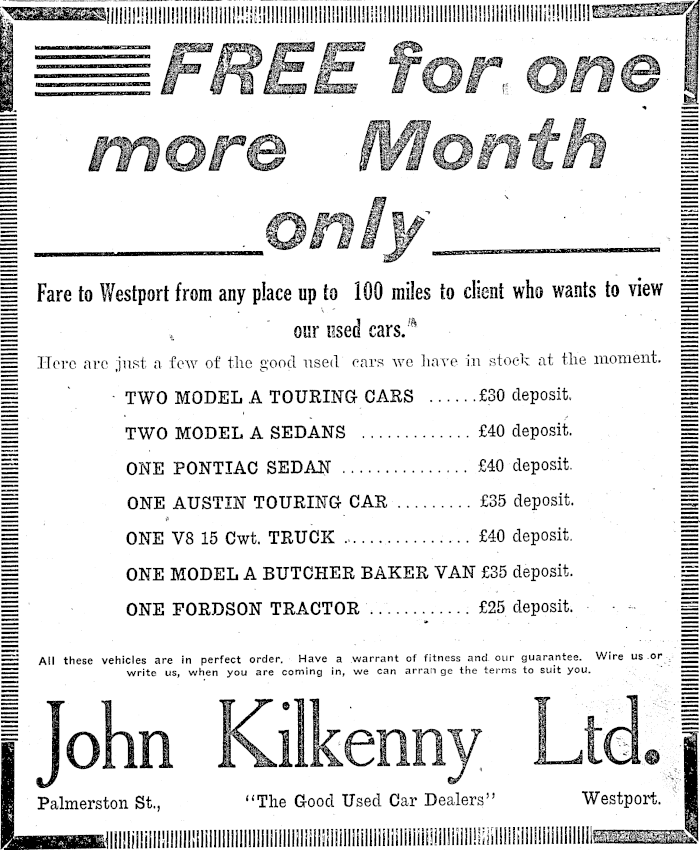 FREE for one
more Month
only
Fare to Westport from any place up to 100 miles to client who wants to view
our used cars.
Here are just a few of the good used cars we have in stock at the moment.
TWO MODEL A TOURING CARS ......£30 deposit.
TWO MODEL A SEDANS ............. £40 deposit.
ONE PONTIAC SEDAN ............... £40 deposit.
ONE AUSTIN TOURING CAR ......... £35 deposit.
ONE V8 15 Cwt. TRUCK ............... £40 deposit.
ONE MODEL A BUTCHER BAKER VAN £35 deposit.
ONE FORDSON TRACTOR ............ £25 deposit.
All these vehicles are in perfect order. Have a warrant of fitness and our guarantee. Wire us or
write us, when you are coming in, we can arrange the terms to suit you.
John Kilkenny Ltd.
Palmerston St., "The Good Used Car Dealers" Westport.